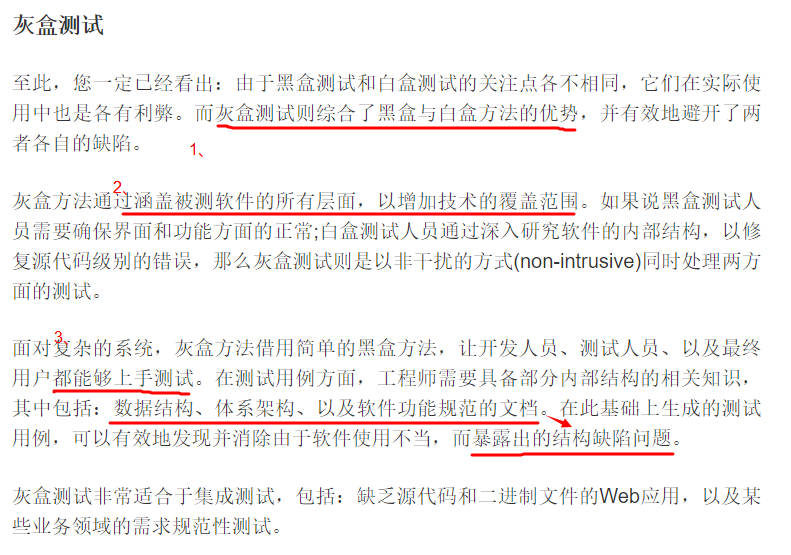 灰盒测试
至此，您一定已经看出：由于黑盒测试和白盒测试的关注点各不相同，它们在实际使
用中也是各有利弊。而灰盒测试则综合了黑盒与白盒方法的优势，并有效地避开了两
者各自的缺陷。
1、
2、
灰盒方法通过涵盖被测软件的所有层面，以增加技术的覆盖范围。如果说黑盒测试人
员需要确保界面和功能方面的正常;白盒测试人员通过深入研究软件的内部结构，以修
复源代码级别的错误，那么灰盒测试则是以非干扰的方式(non-intrusive)同时处理两方
面的测试。
3、
面对复杂的系统，灰盒方法借用简单的黑盒方法，让开发人员、测试人员、以及最终
用户都能够上手测试。在测试用例方面，工程师需要具备部分内部结构的相关知识，
其中包括：数据结构、体系架构、以及软件功能规范的文档。在此基础上生成的测试
用例，可以有效地发现并消除由于软件使用不当，而暴露出的结构缺陷问题。
灰盒测试非常适合于集成测试，包括：缺乏源代码和二进制文件的Web应用，以及某
些业务领域的需求规范性测试。